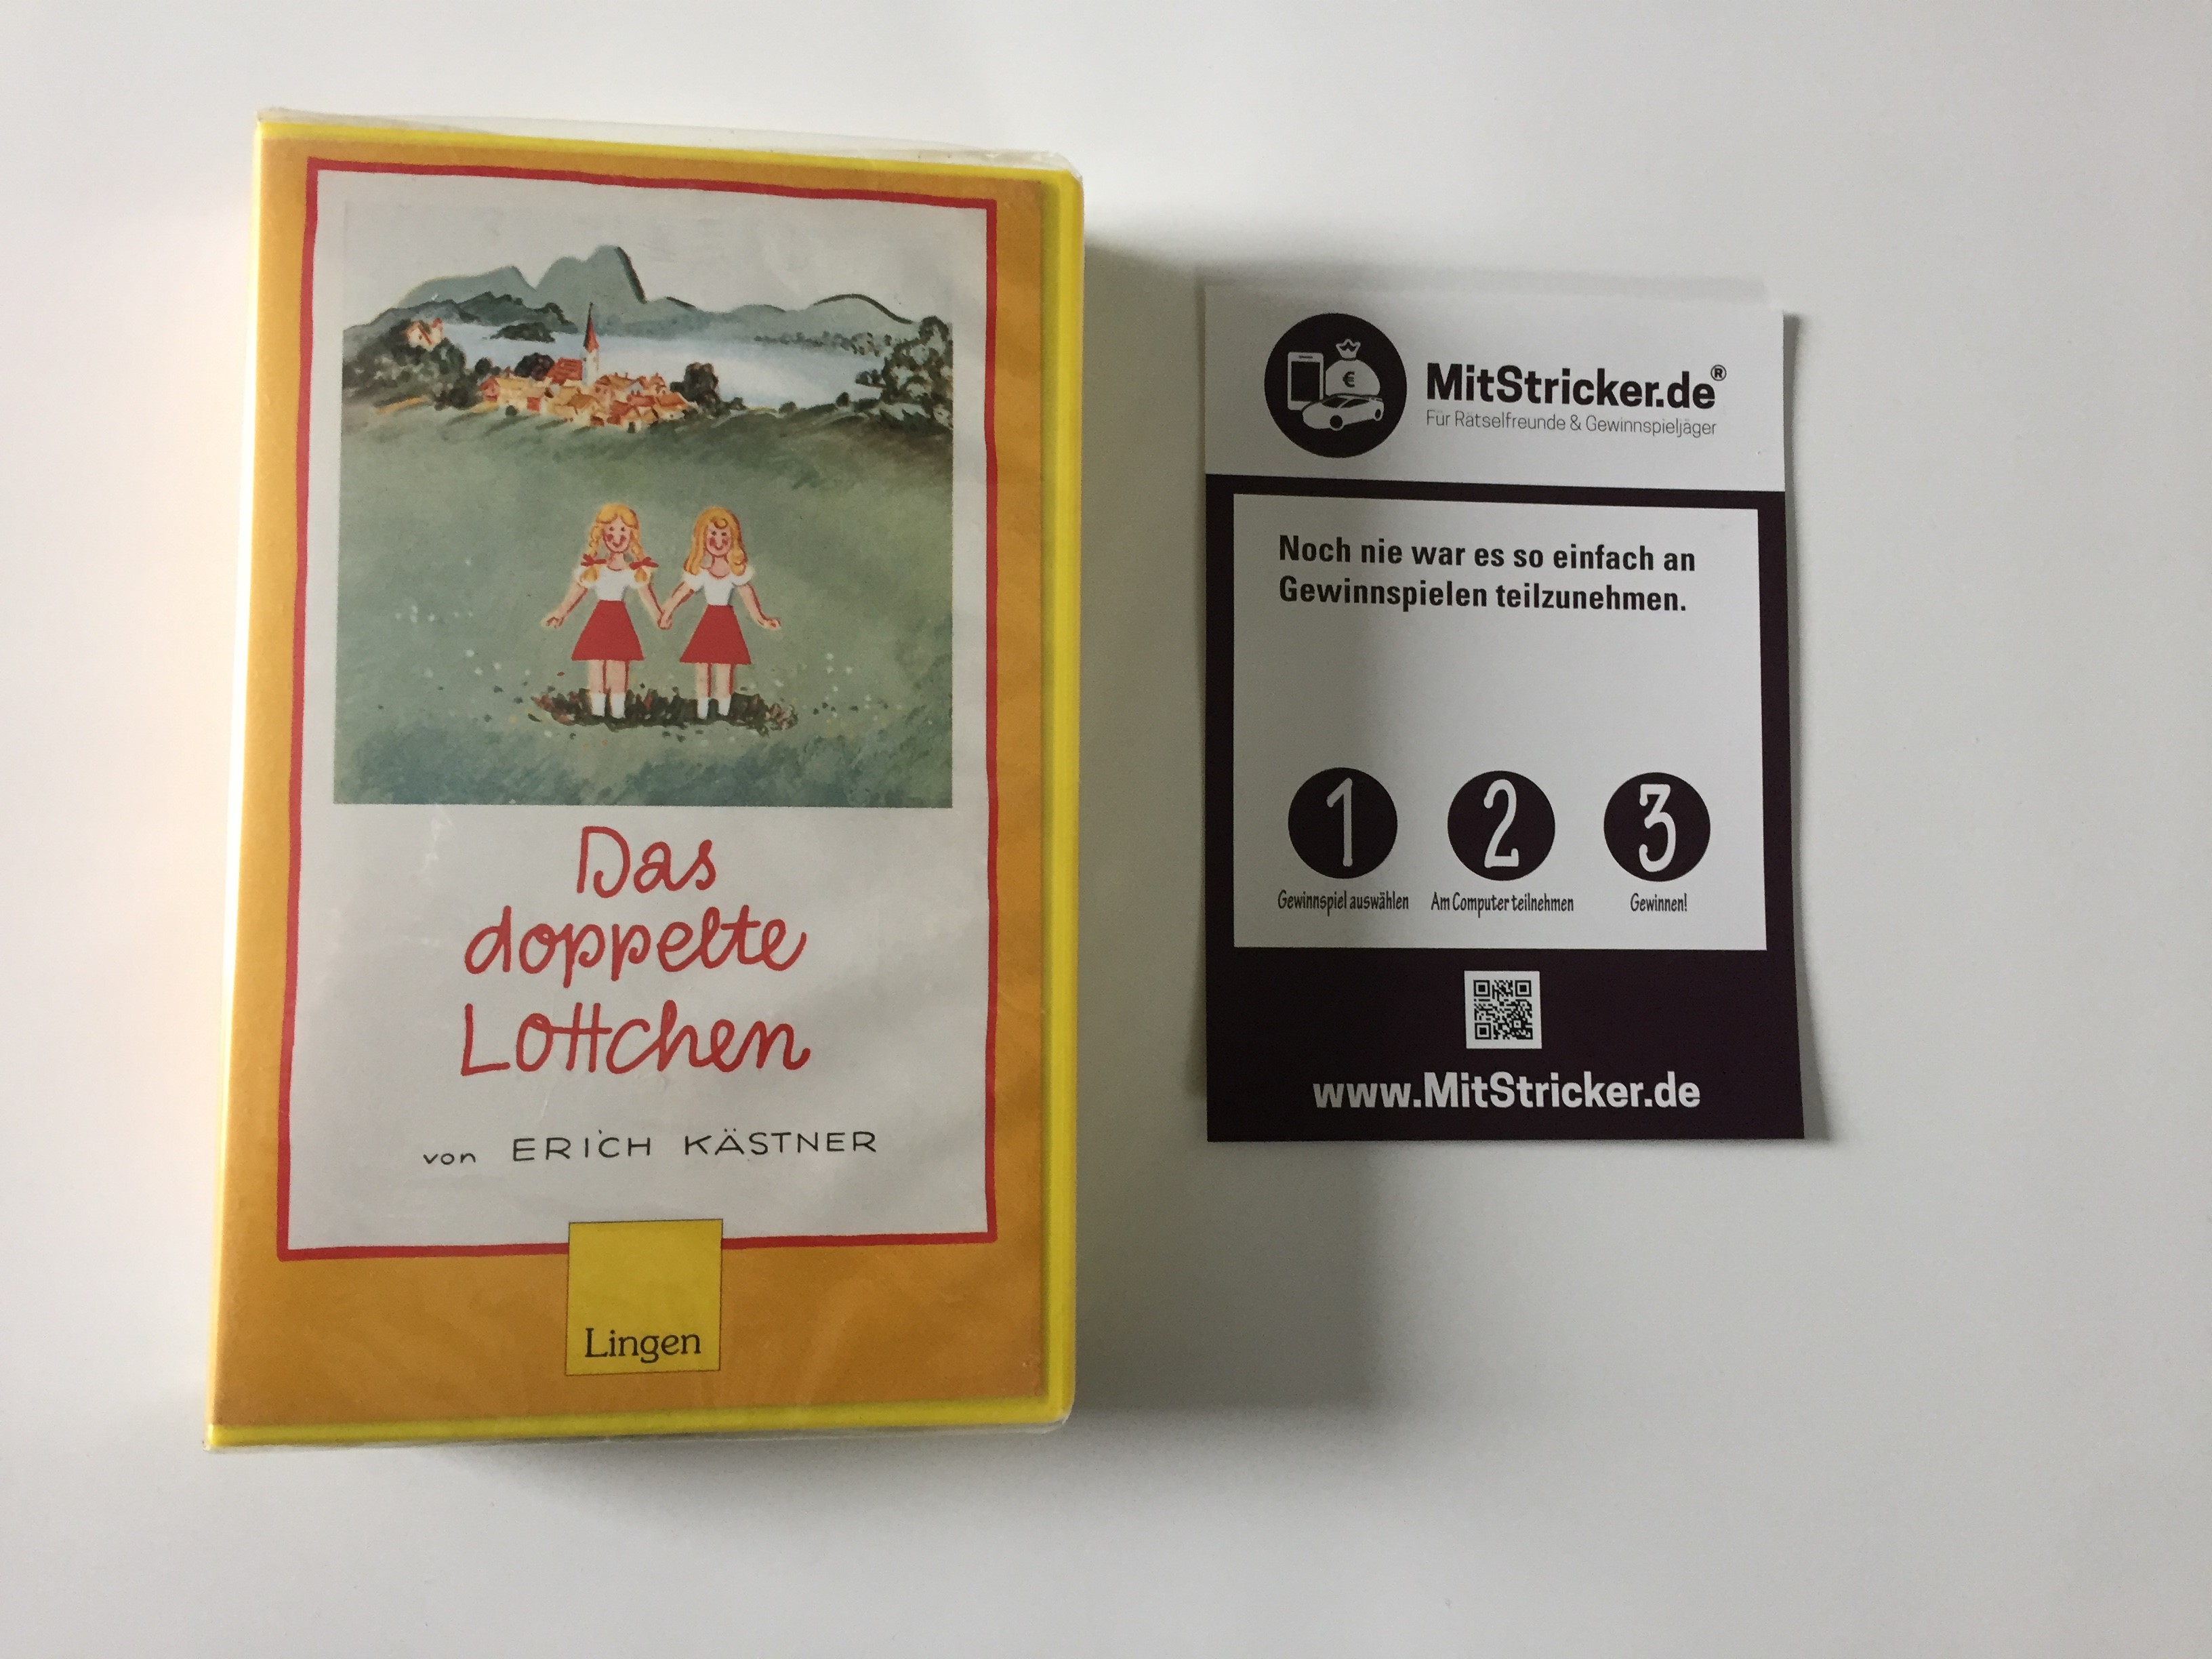 Das
doppelte
Lottchen
von ERICH KÄSTNER
Lingen
MitStricker.de®
Für Rätselfreunde & Gewinnspieljäger
€
Noch nie war es so einfach an
Gewinnspielen teilzunehmen.
1 2 3
Gewinnspiel auswählen Am Computer teilnehmen Gewinnen!
www.MitStricker.de